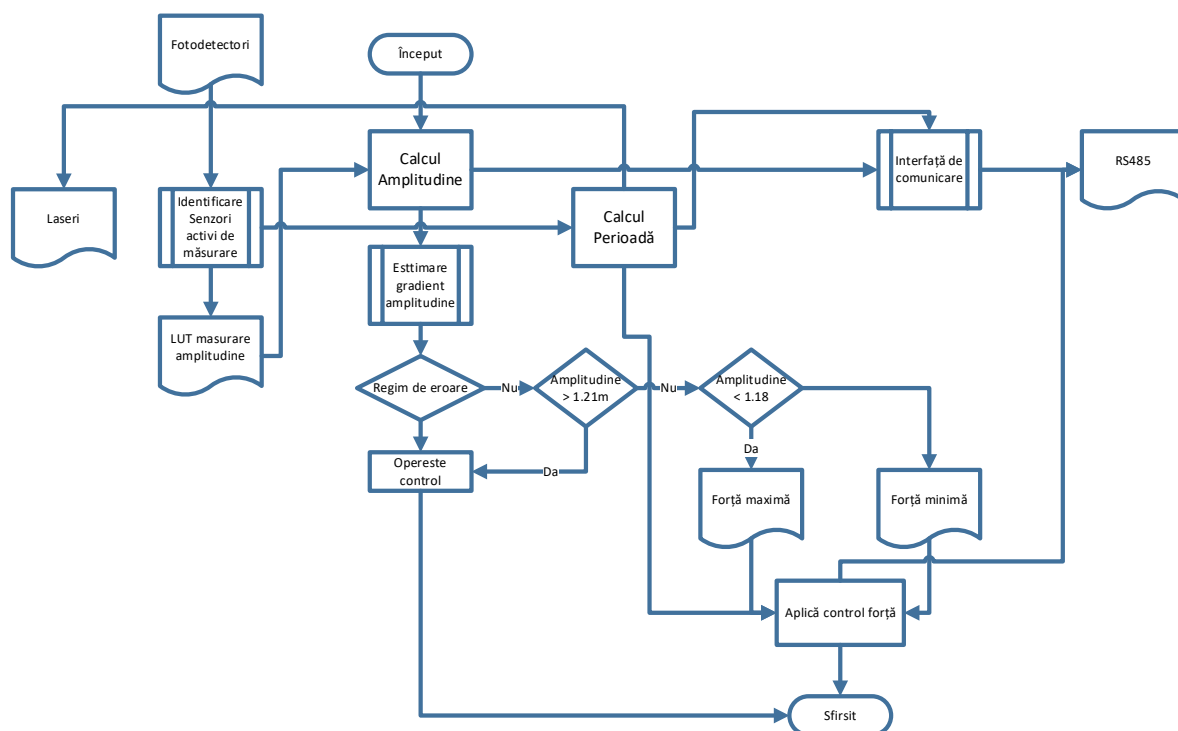 Fotodetectori
Început
Calcul
Amplitudine
Interfață de
comunicare
RS485
Laseri
Identificare
Senzori
activi de
măsurare
Calcul
Perioadă
Esttimare
gradient
amplitudine
LUT masurare
amplitudine
Regim de eroare
Nu
Amplitudine
> 1.21m
Nu
Amplitudine
< 1.18
Da
Opereste
control
Da
Forță maximă
Forță minimă
Aplică control forță
Sfirsit